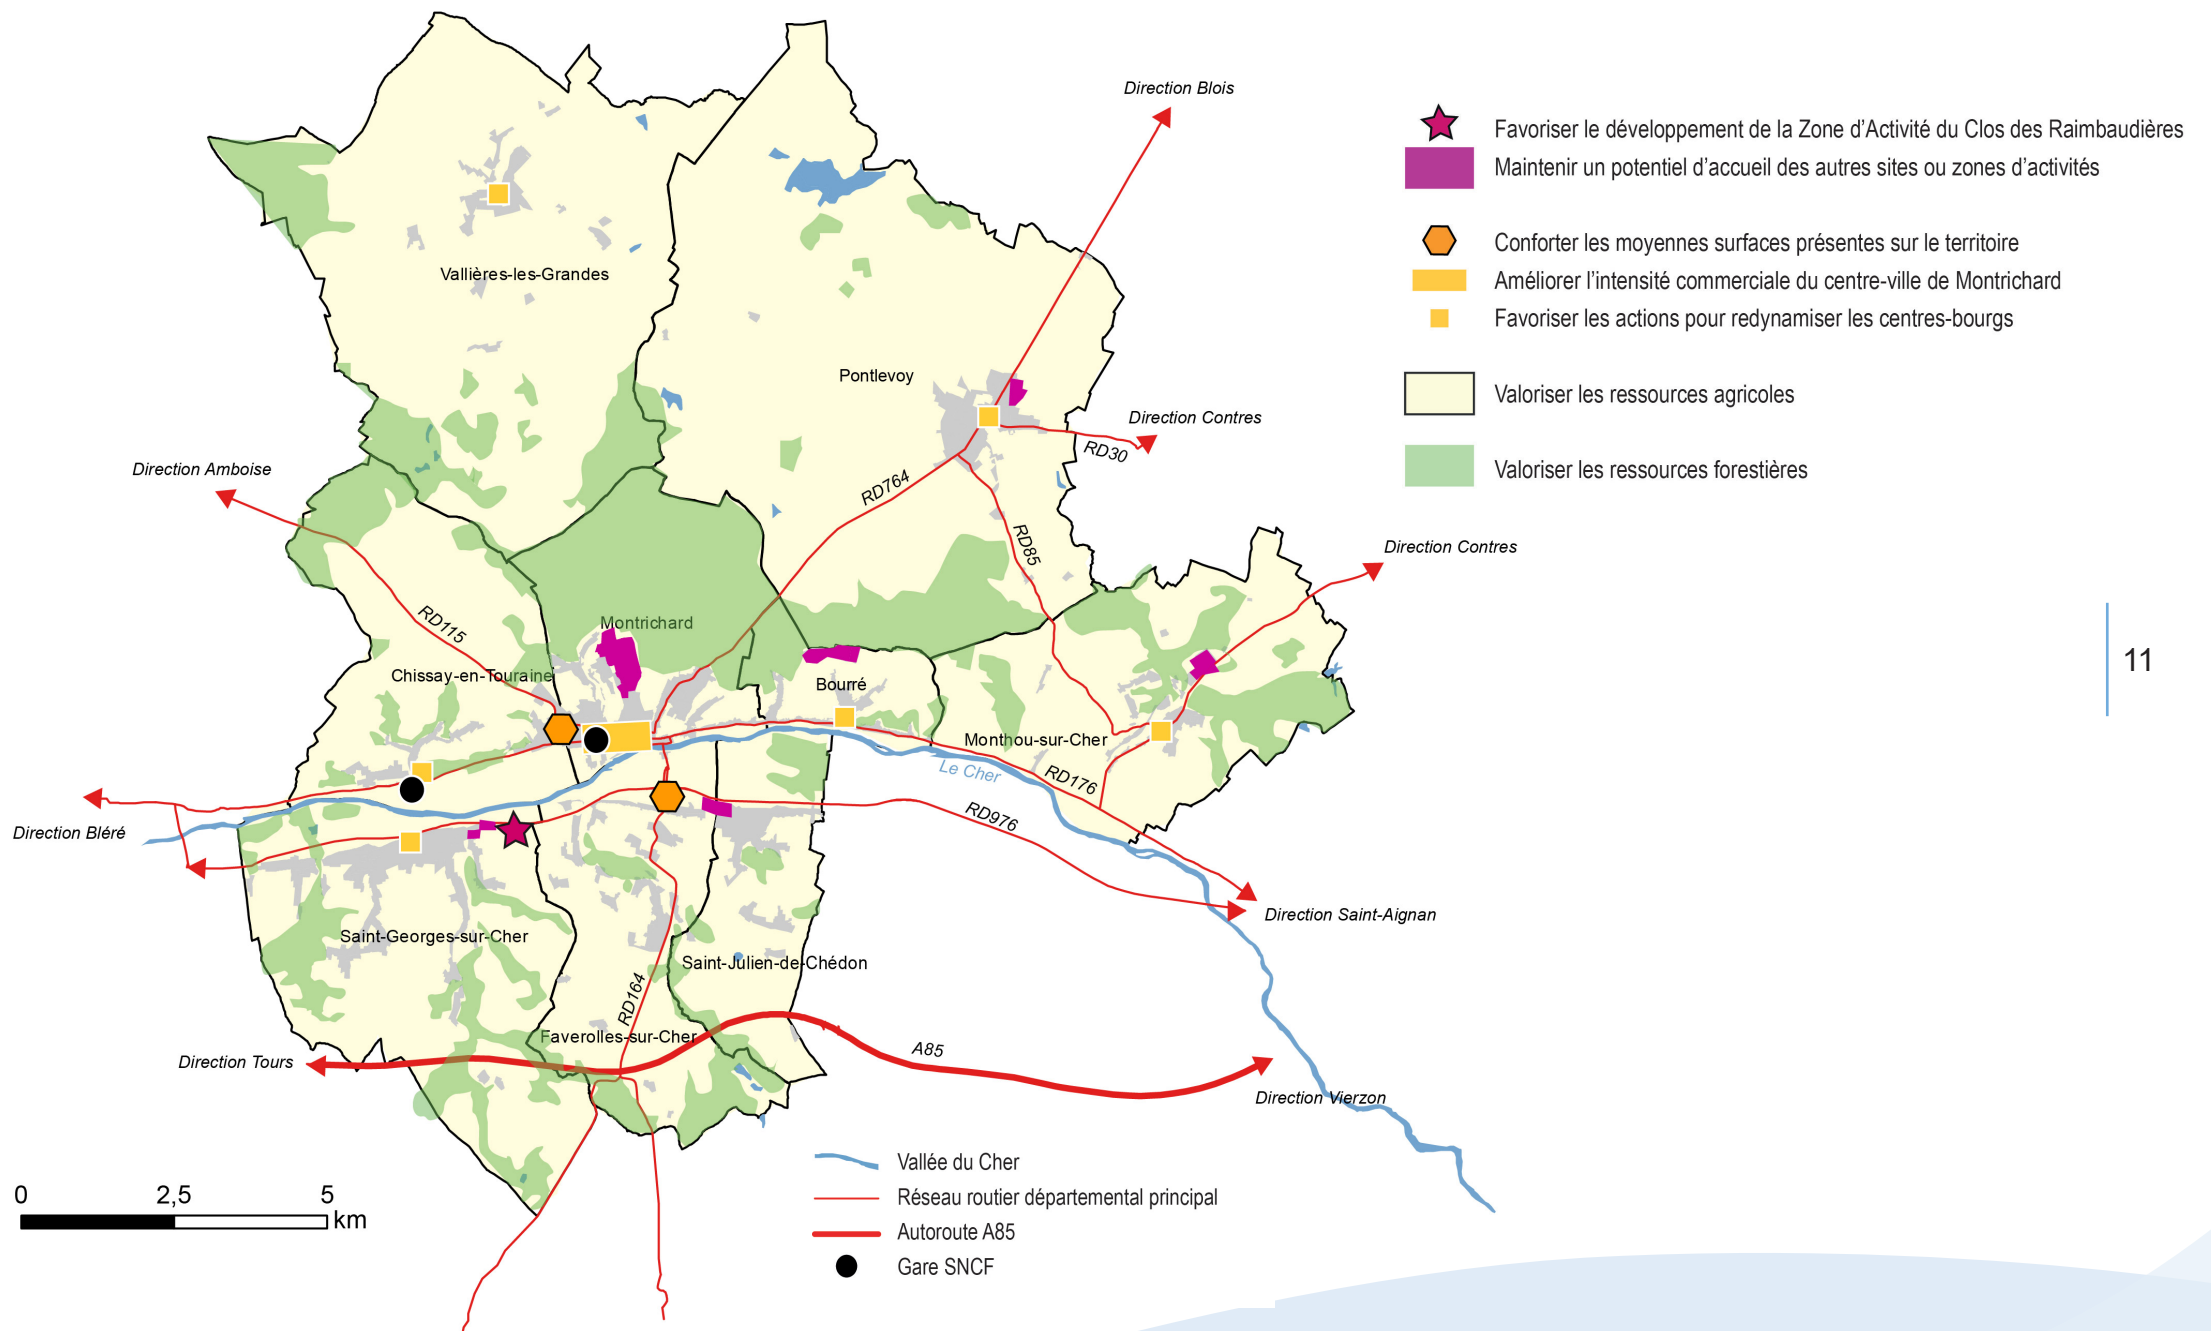 Direction Blois
Favoriser le développement de la Zone d'Activité du Clos des Raimbaudières
Maintenir un potentiel d'accueil des autres sites ou zones d'activités
Conforter les moyennes surfaces présentes sur le territoire
Améliorer l'intensité commerciale du centre-ville de Montrichard
Favoriser les actions pour redynamiser les centres-bourgs
Valoriser les ressources agricoles
Valoriser les ressources forestières
Vallières-les-Grandes
Pontlevoy
Direction Contres
RD30
Direction Amboise
RD764
RD85
Direction Contres
RD115
Montrichard
Chissay-en-Touraine
Bourré
11
Monthou-sur-Cher
Le Cher
RD176
RD976
Direction Bléré
Direction Saint-Aignan
Saint-Georges-sur-Cher
Saint-Julien-de-Chédon
RD164
Faverolles-sur-Cher
A85
Direction Tours
Direction Vierzon
Vallée du Cher
Réseau routier départemental principal
Autoroute A85
Gare SNCF
0 2,5 5
km